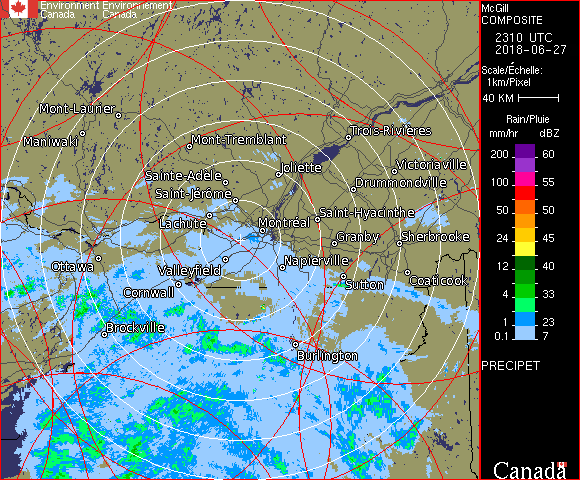 Environment Environnement
Canada Canada
McGill
COMPOSITE
2310 UTC
2018-06-27
Scale/Échelle:
1km/Pixel
40 KM
Rain/Pluie
mm/hr dBZ
200 60
100 55
50 50
24 45
12 40
4 33
1 23
0.1 7
PRECIPET
Canada
Mont-Laurier
Trois-Rivières
Maniwaki
Mont-Tremblant
Joliette
Victoriaville
Sainte-Adèle
Drummondville
Saint-Jérôme
Saint-Hyacinthe
Lachute
Montréal
Granby
Sherbrooke
Ottawa
Valleyfield
Napierville
Cornwall
Sutton
Coaticook
Brockville
Burlington